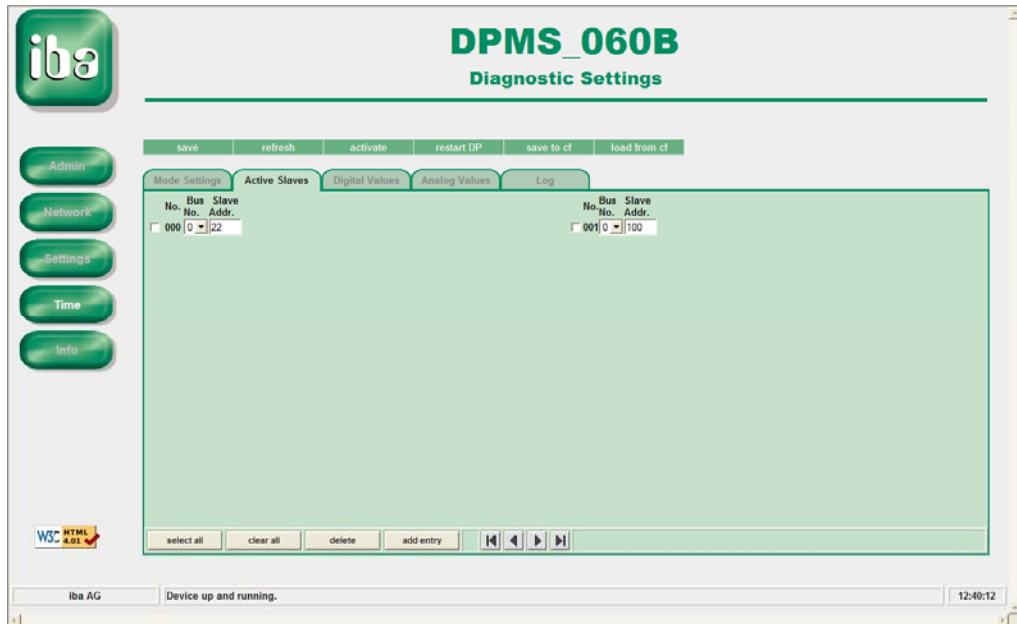 iba
DPMS_060B
Diagnostic Settings
save refresh activate restart DP save to cf load from cf
Admin
Mode Settings Active Slaves Digital Values Analog Values Log
Network
No. Bus No. Slave Addr. No. Bus No. Slave Addr.
000 0 22 001 0 100
Settings
Time
Info
W3C HTML 4.01
select all clear all delete add entry
iba AG Device up and running. 12:40:12